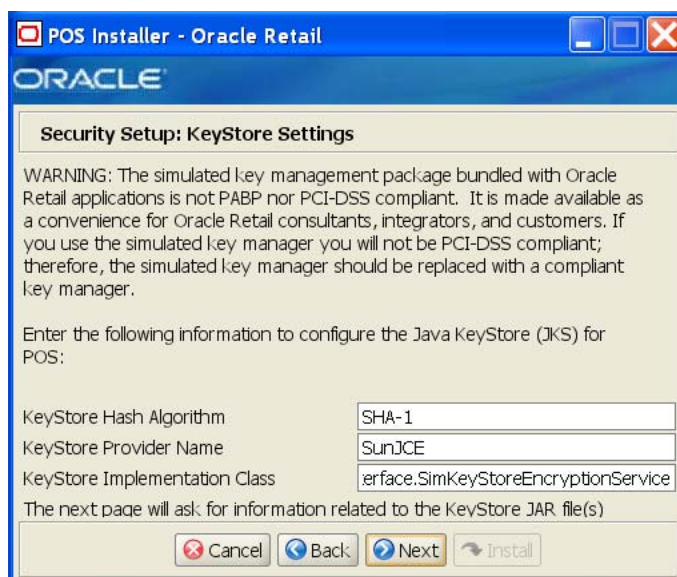 POS Installer - Oracle Retail
ORACLE
Security Setup: KeyStore Settings
WARNING: The simulated key management package bundled with Oracle
Retail applications is not PABP nor PCI-DSS compliant. It is made available as
a convenience for Oracle Retail consultants, integrators, and customers. If
you use the simulated key manager you will not be PCI-DSS compliant;
therefore, the simulated key manager should be replaced with a compliant
key manager.
Enter the following information to configure the Java KeyStore (JKS) for
POS:
KeyStore Hash Algorithm SHA-1
KeyStore Provider Name SunJCE
KeyStore Implementation Class erface.SimKeyStoreEncryptionService
The next page will ask for information related to the KeyStore JAR file(s)
Cancel Back Next Install